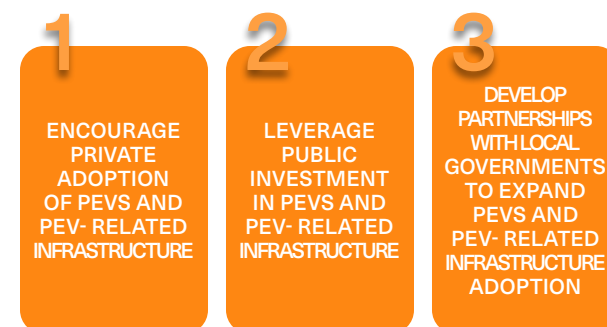 1
ENCOURAGE
PRIVATE
ADOPTION
OF PEVS AND
PEV- RELATED
INFRASTRUCTURE
2
LEVERAGE
PUBLIC
INVESTMENT
IN PEVS AND
PEV- RELATED
INFRASTRUCTURE
3
DEVELOP
PARTNERSHIPS
WITH LOCAL
GOVERNMENTS
TO EXPAND
PEVS AND
PEV- RELATED
INFRASTRUCTURE
ADOPTION